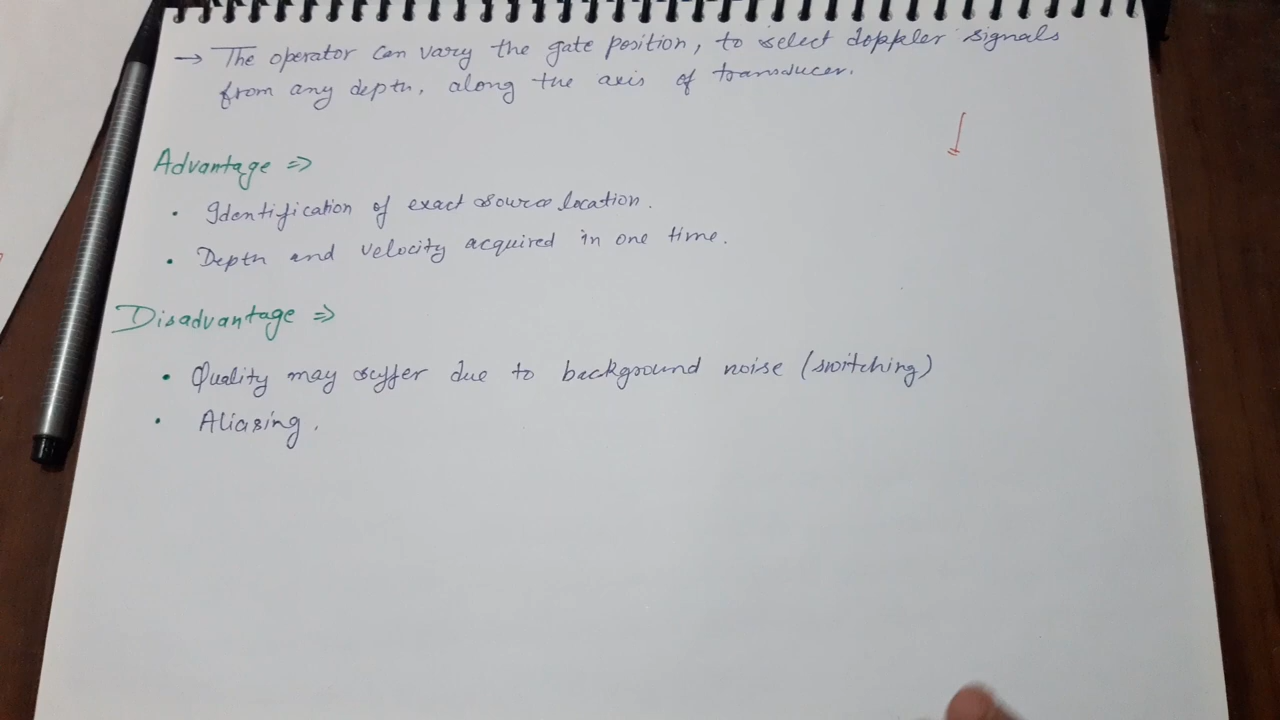 → The operator can vary the gate position, to select doppler signals
from any depth, along the axis of transducer.
Advantage ⇒
• Identification of exact source location.
• Depth and velocity acquired in one time.
Disadvantage ⇒
• Quality may suffer due to background noise (switching)
• Aliasing.